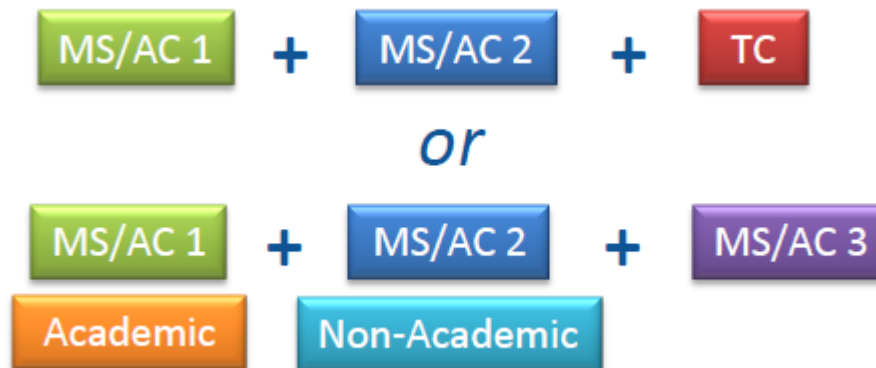 MS/AC 1 + MS/AC 2 + TC
or
MS/AC 1 + MS/AC 2 + MS/AC 3
Academic Non-Academic